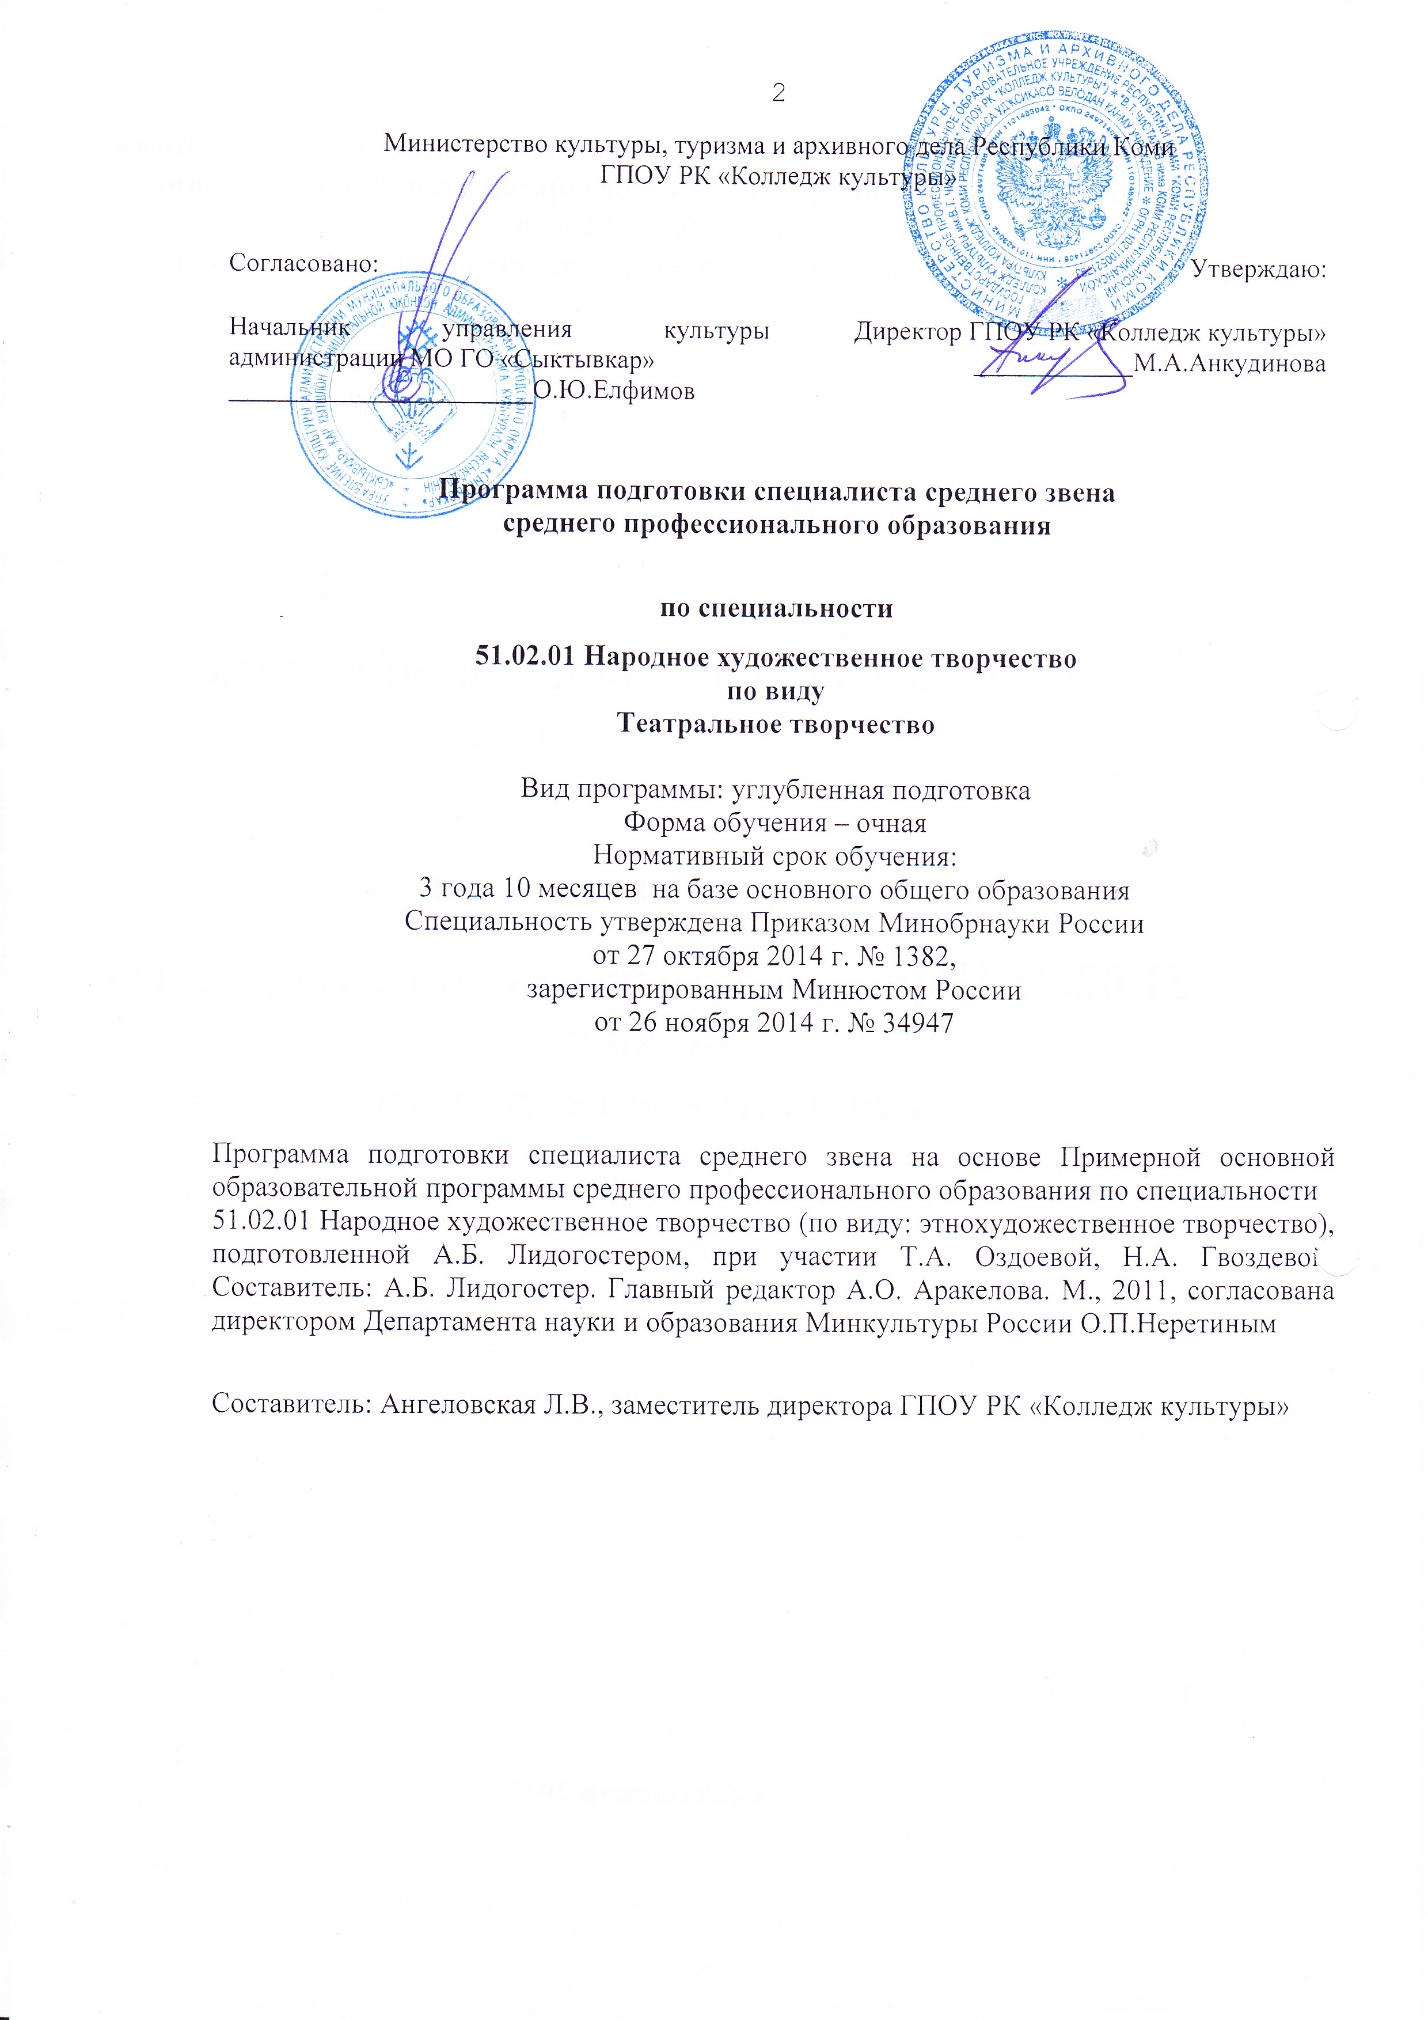 2
Министерство культуры, туризма и архивного дела Республики Коми
ГПОУ РК «Колледж культуры»
Согласовано:
Утверждаю:
Начальник управления культуры
администрации МО ГО «Сыктывкар»
О.Ю.Елфимов
Директор ГПОУ РК «Колледж культуры»
М.А.Анкудинова
Программа подготовки специалиста среднего звена
среднего профессионального образования
по специальности
51.02.01 Народное художественное творчество
по виду
Театральное творчество
Вид программы: углубленная подготовка
Форма обучения – очная
Нормативный срок обучения:
3 года 10 месяцев на базе основного общего образования
Специальность утверждена Приказом Минобрнауки России
от 27 октября 2014 г. № 1382,
зарегистрированным Минюстом России
от 26 ноября 2014 г. № 34947
Программа подготовки специалиста среднего звена на основе Примерной основной
образовательной программы среднего профессионального образования по специальности
51.02.01 Народное художественное творчество (по виду: этнохудожественное творчество),
подготовленной А.Б. Лидогостером, при участии Т.А. Оздоевой, Н.А. Гвоздевой
Составитель: А.Б. Лидогостер. Главный редактор А.О. Аракелова. М., 2011, согласована
директором Департамента науки и образования Минкультуры России О.П.Неретиным
Составитель: Ангеловская Л.В., заместитель директора ГПОУ РК «Колледж культуры»